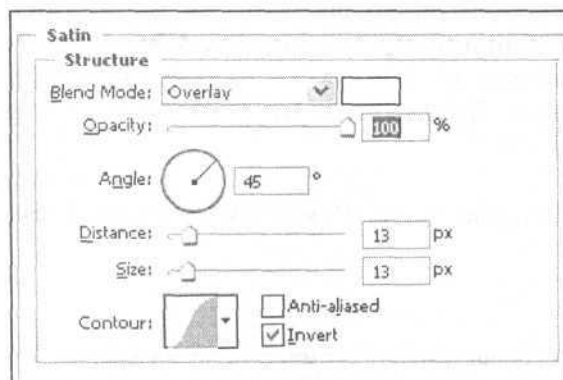 Satin
Structure
Blend Mode: Overlay
Opacity: 100 %
Angle: 45 °
Distance: 13 px
Size: 13 px
Contour: Anti-aliased
Invert